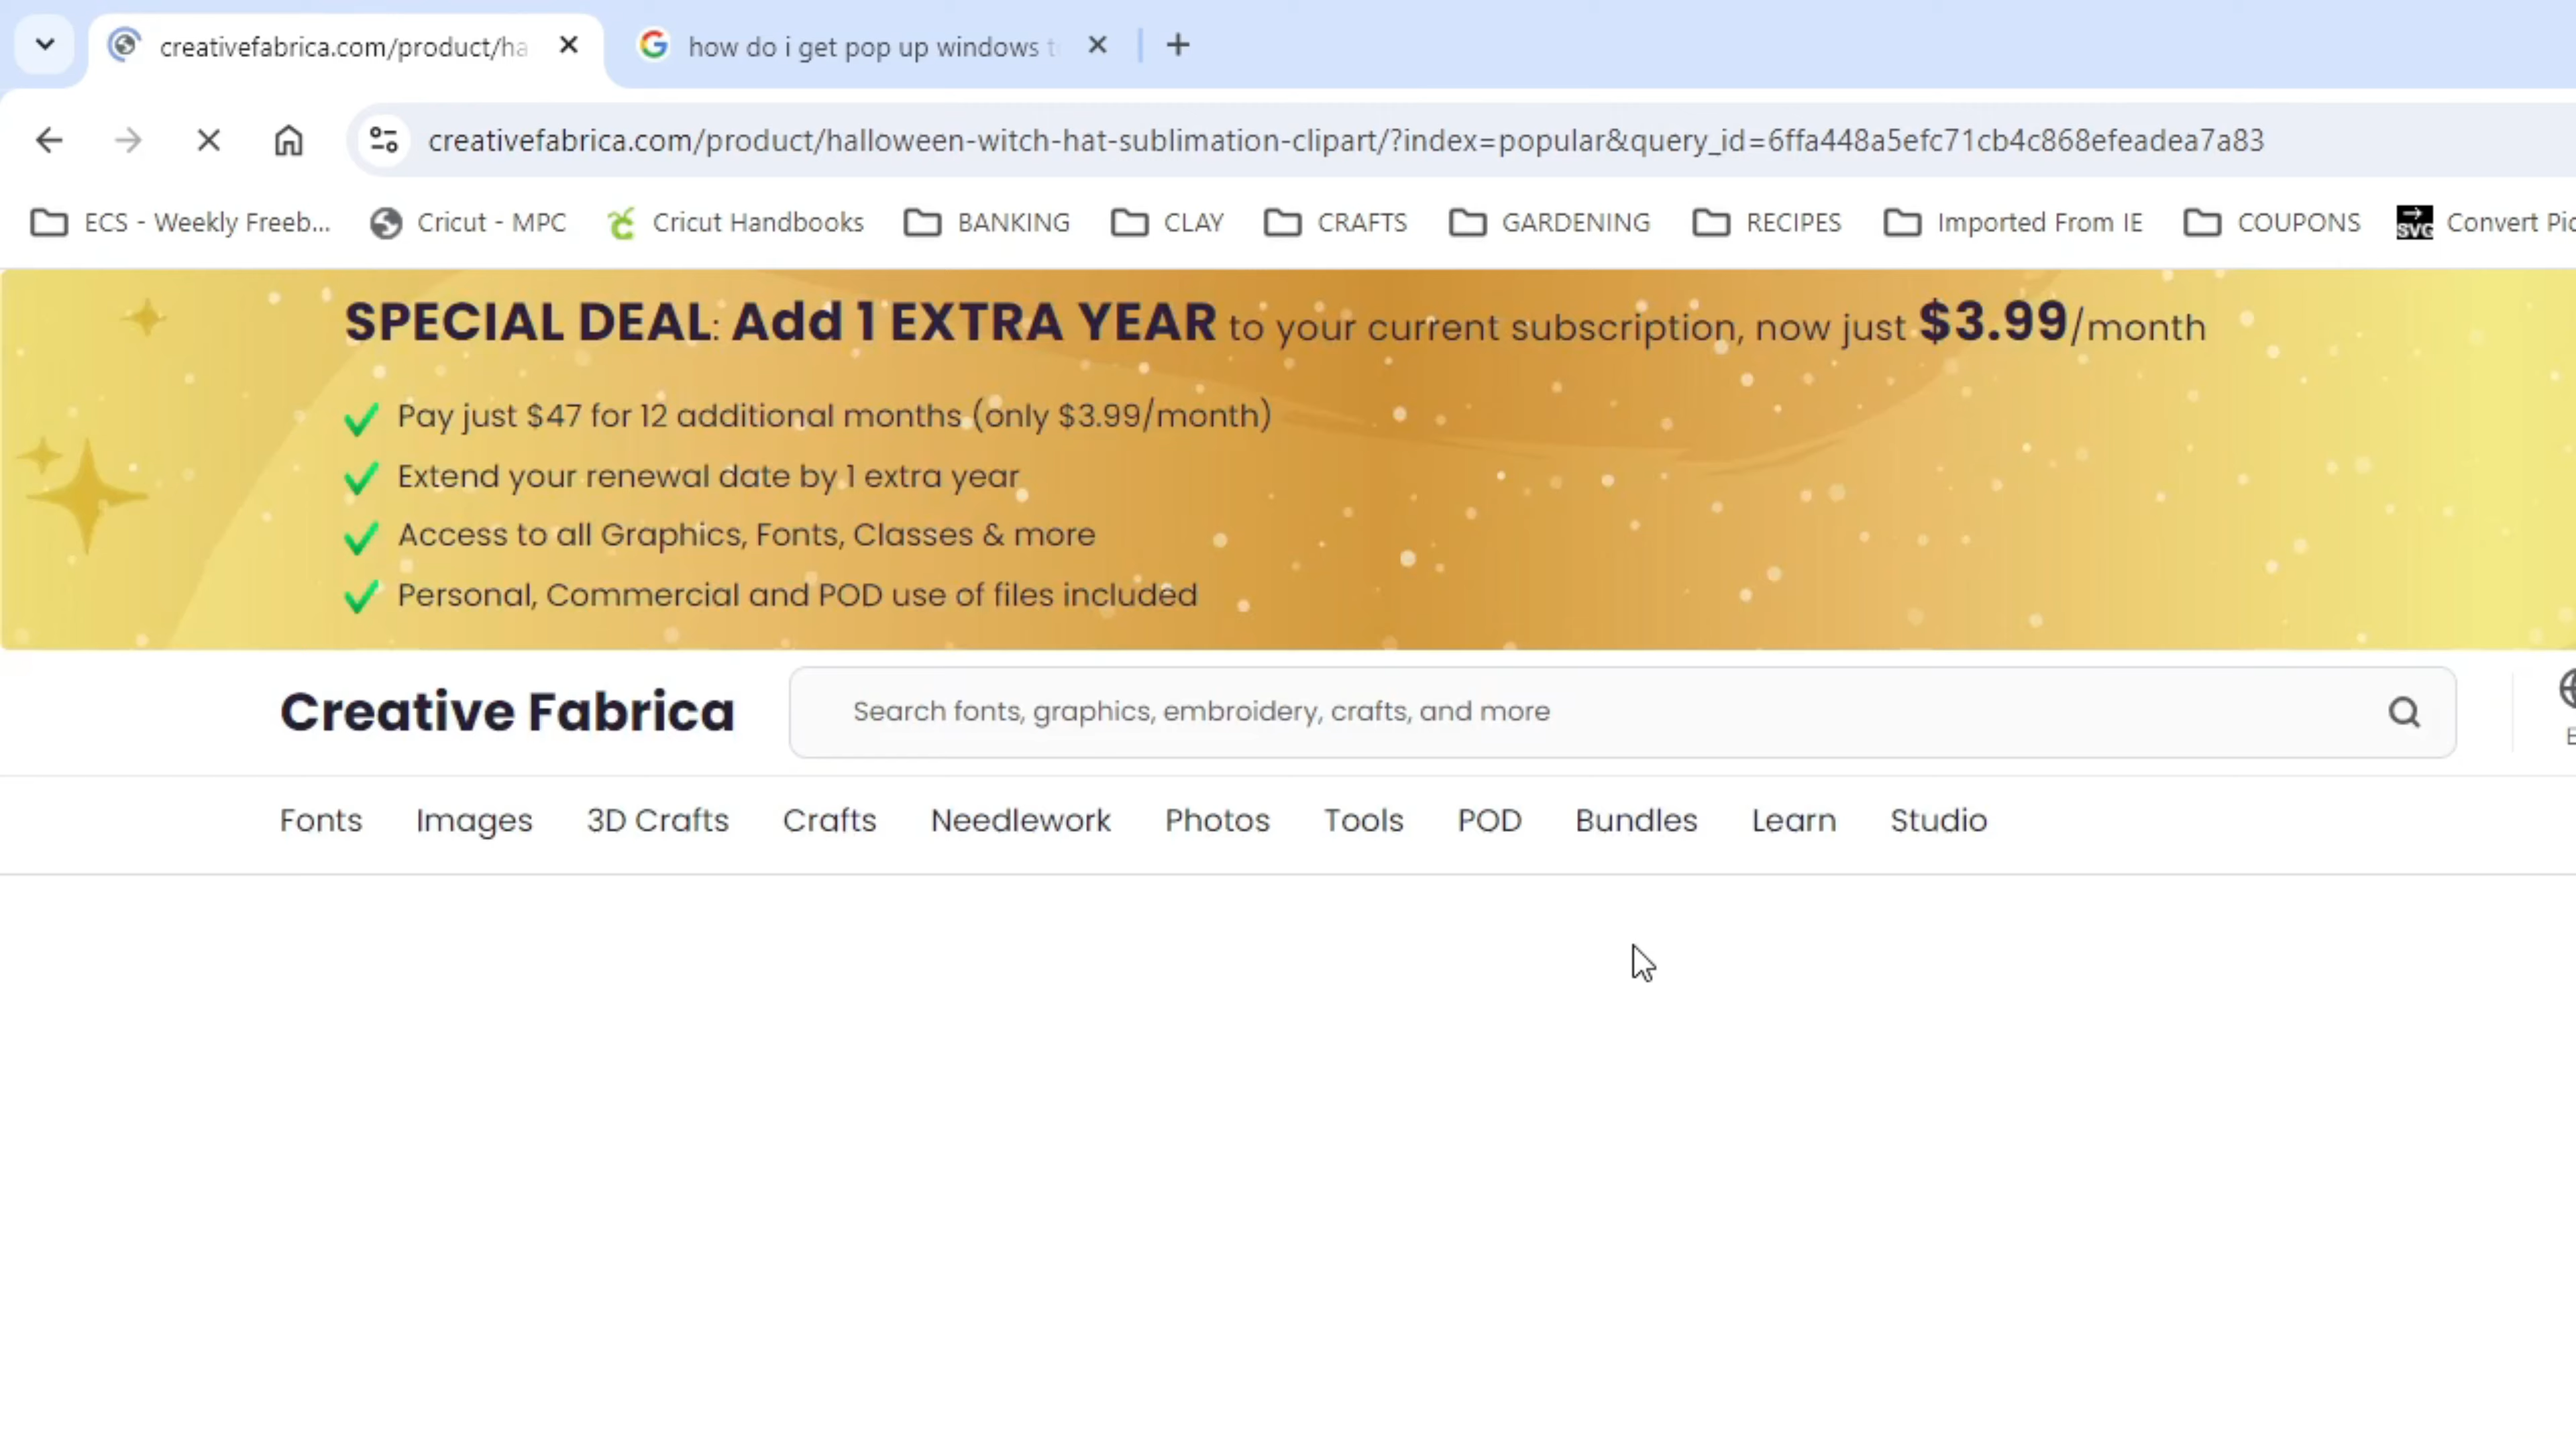 creativefabrica.com/product/ha
how do i get pop up windows t
creativefabrica.com/product/halloween-witch-hat-sublimation-clipart/?index=popular&query_id=6ffa448a5efc71cb4c868efeadea7a83
ECS - Weekly Freeb... Cricut - MPC Cricut Handbooks BANKING CLAY CRAFTS GARDENING RECIPES Imported From IE COUPONS SVG Convert Pic
SPECIAL DEAL: Add 1 EXTRA YEAR to your current subscription, now just $3.99/month
Pay just $47 for 12 additional months (only $3.99/month)
Extend your renewal date by 1 extra year
Access to all Graphics, Fonts, Classes & more
Personal, Commercial and POD use of files included
Creative Fabrica
Search fonts, graphics, embroidery, crafts, and more
Fonts Images 3D Crafts Crafts Needlework Photos Tools POD Bundles Learn Studio